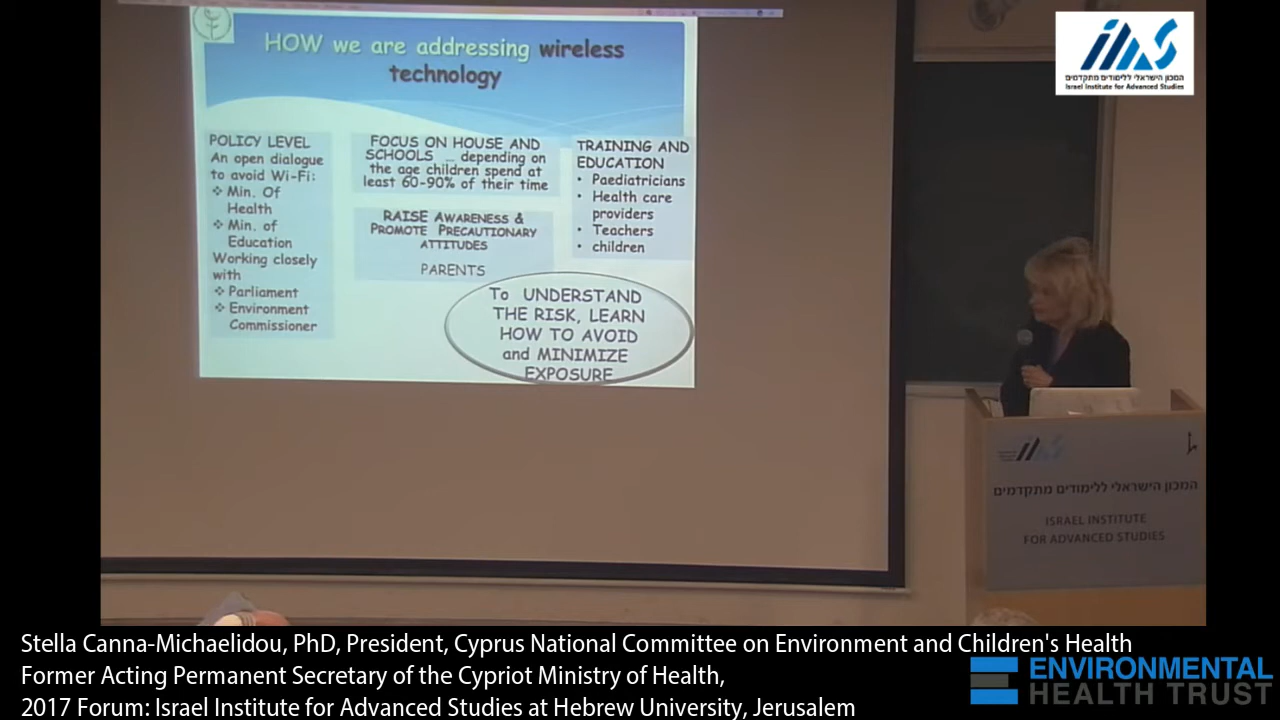 HOW we are addressing wireless
technology
POLICY LEVEL
An open dialogue
to avoid Wi-Fi:
❖ Min. Of
Health
❖ Min. of
Education
Working closely
with
❖ Parliament
❖ Environment
Commissioner
FOCUS ON HOUSE AND
SCHOOLS … depending on
the age children spend at
least 60-90% of their time
RAISE AWARENESS &
PROMOTE PRECAUTIONARY
ATTITUDES
PARENTS
TRAINING AND
EDUCATION
• Paediatricians
• Health care
providers
• Teachers
• children
To UNDERSTAND
THE RISK, LEARN
HOW TO AVOID
and MINIMIZE
EXPOSURE
המכון הישראלי ללימודים מתקדמים
Israel Institute for Advanced Studies
המכון הישראלי ללימודים מתקדמים
ISRAEL INSTITUTE
FOR ADVANCED STUDIES
Stella Canna-Michaelidou, PhD, President, Cyprus National Committee on Environment and Children's Health
Former Acting Permanent Secretary of the Cypriot Ministry of Health,
2017 Forum: Israel Institute for Advanced Studies at Hebrew University, Jerusalem
ENVIRONMENTAL
HEALTH TRUST